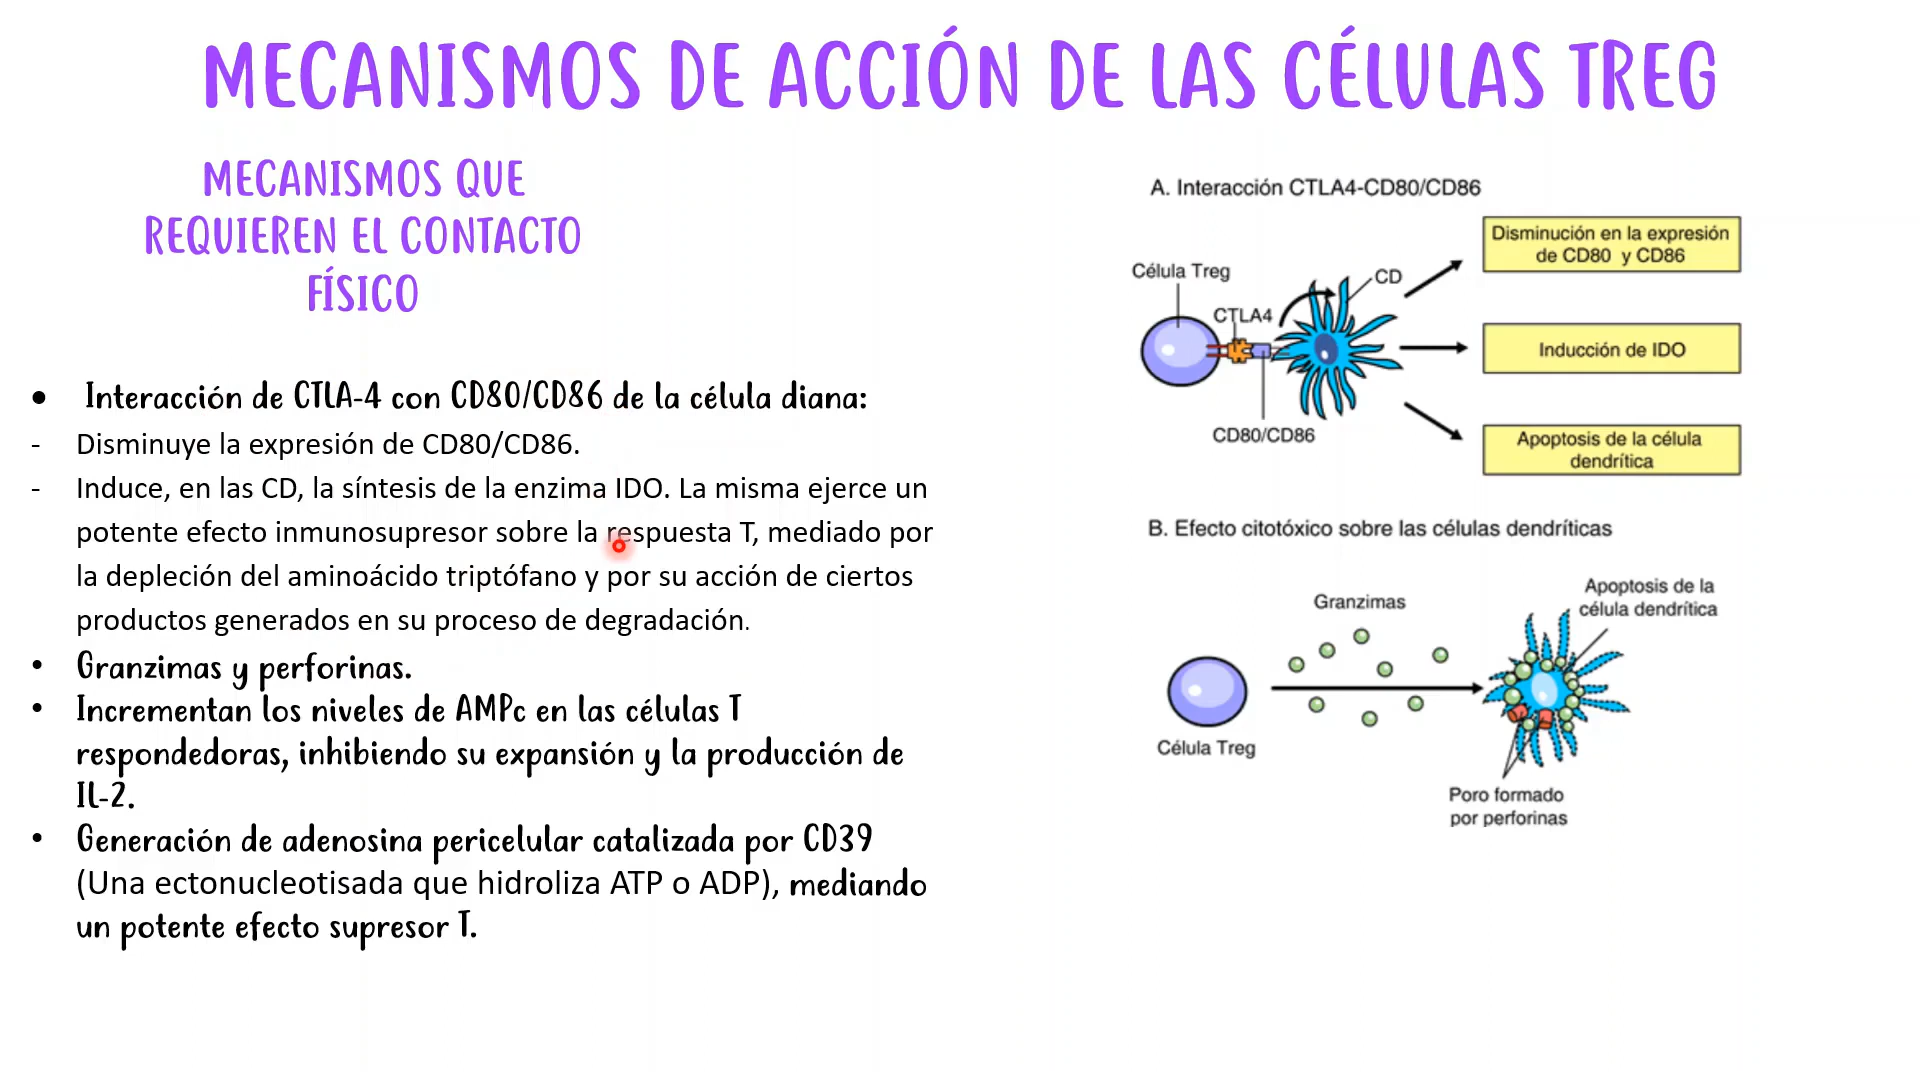 MECANISMOS DE ACCIÓN DE LAS CÉLULAS TREG
MECANISMOS QUE
REQUIEREN EL CONTACTO
FÍSICO
• Interacción de CTLA-4 con CD80/CD86 de la célula diana:
- Disminuye la expresión de CD80/CD86.
- Induce, en las CD, la síntesis de la enzima IDO. La misma ejerce un
potente efecto inmunosupresor sobre la respuesta T, mediado por
la depleción del aminoácido triptófano y por su acción de ciertos
productos generados en su proceso de degradación.
• Granzimas y perforinas.
• Incrementan los niveles de AMPc en las células T
respondedoras, inhibiendo su expansión y la producción de
IL-2.
• Generación de adenosina pericelular catalizada por CD39
(Una ectonucleotisada que hidroliza ATP o ADP), mediando
un potente efecto supresor T.
A. Interacción CTLA4-CD80/CD86
Célula Treg
CTLA4
CD
CD80/CD86
Disminución en la expresión
de CD80 y CD86
Inducción de IDO
Apoptosis de la célula
dendrítica
B. Efecto citotóxico sobre las células dendríticas
Granzimas
Apoptosis de la
célula dendrítica
Célula Treg
Poro formado
por perforinas